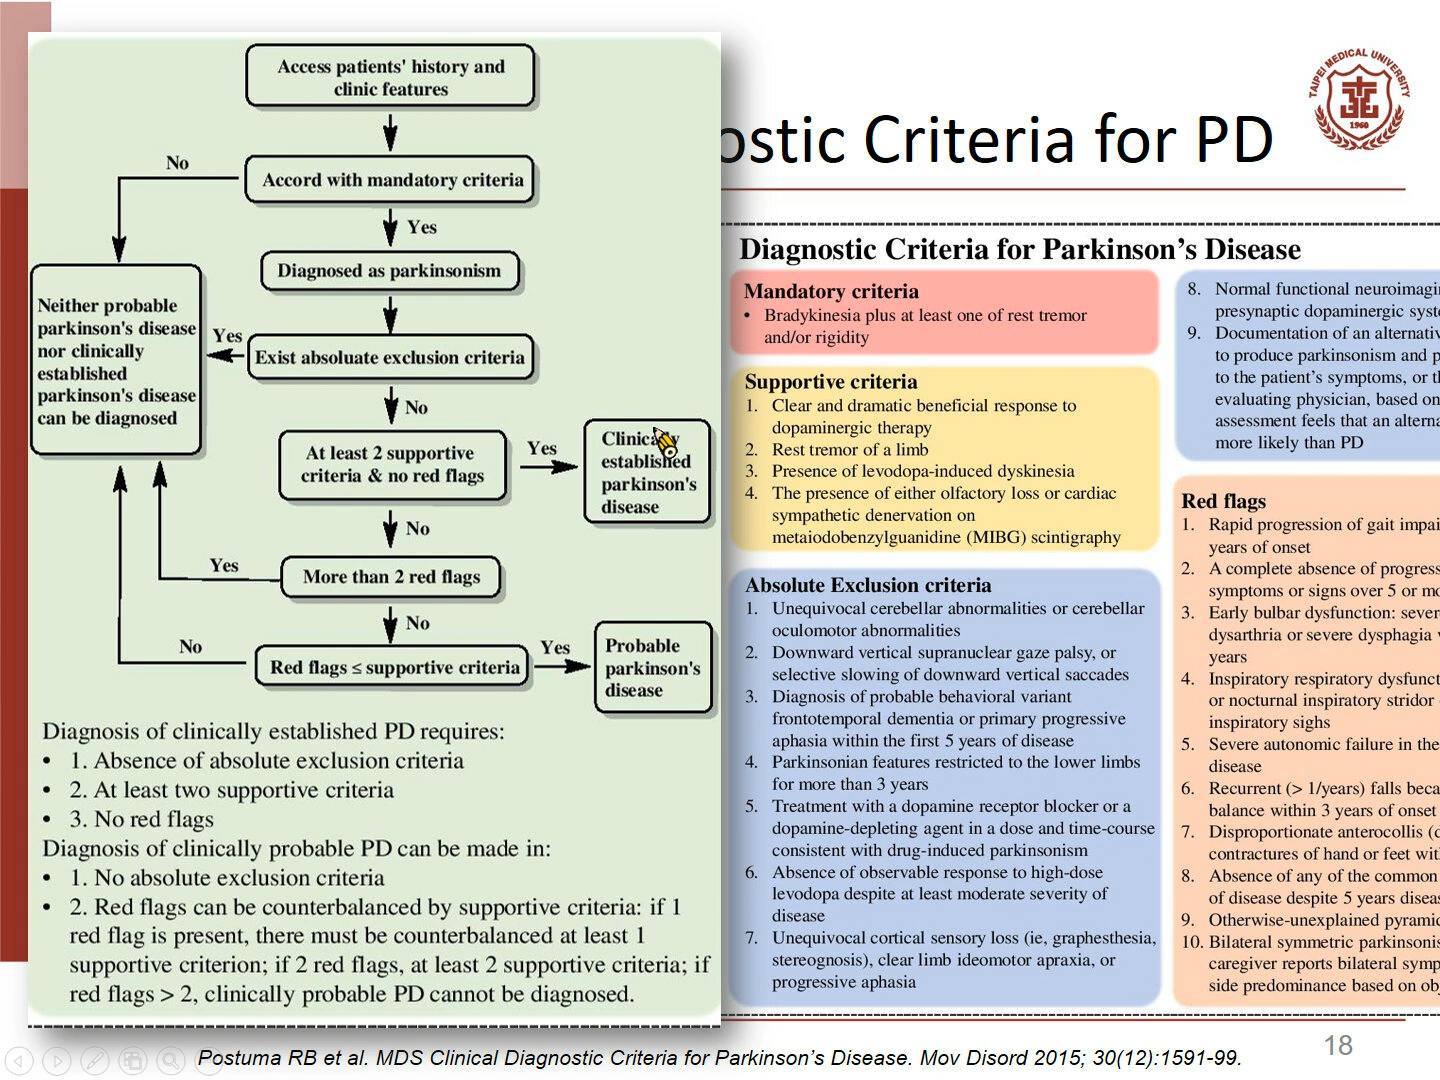 TAIPEI MEDICAL UNIVERSITY
1960
ostic Criteria for PD
Access patients' history and
clinic features
No
Accord with mandatory criteria
Yes
Diagnosed as parkinsonism
Neither probable
parkinson's disease
nor clinically
established
parkinson's disease
can be diagnosed
Yes
Exist absoluate exclusion criteria
No
At least 2 supportive
criteria & no red flags
Yes
Clinically
established
parkinson's
disease
No
Yes
More than 2 red flags
No
No
Red flags ≤ supportive criteria
Yes
Probable
parkinson's
disease
Diagnosis of clinically established PD requires:
• 1. Absence of absolute exclusion criteria
• 2. At least two supportive criteria
• 3. No red flags
Diagnosis of clinically probable PD can be made in:
• 1. No absolute exclusion criteria
• 2. Red flags can be counterbalanced by supportive criteria: if 1
red flag is present, there must be counterbalanced at least 1
supportive criterion; if 2 red flags, at least 2 supportive criteria; if
red flags > 2, clinically probable PD cannot be diagnosed.
Diagnostic Criteria for Parkinson's Disease
Mandatory criteria
• Bradykinesia plus at least one of rest tremor
and/or rigidity
Supportive criteria
1. Clear and dramatic beneficial response to
dopaminergic therapy
2. Rest tremor of a limb
3. Presence of levodopa-induced dyskinesia
4. The presence of either olfactory loss or cardiac
sympathetic denervation on
metaiodobenzylguanidine (MIBG) scintigraphy
Absolute Exclusion criteria
1. Unequivocal cerebellar abnormalities or cerebellar
oculomotor abnormalities
2. Downward vertical supranuclear gaze palsy, or
selective slowing of downward vertical saccades
3. Diagnosis of probable behavioral variant
frontotemporal dementia or primary progressive
aphasia within the first 5 years of disease
4. Parkinsonian features restricted to the lower limbs
for more than 3 years
5. Treatment with a dopamine receptor blocker or a
dopamine-depleting agent in a dose and time-course
consistent with drug-induced parkinsonism
6. Absence of observable response to high-dose
levodopa despite at least moderate severity of
disease
7. Unequivocal cortical sensory loss (ie, graphesthesia,
stereognosis), clear limb ideomotor apraxia, or
progressive aphasia
8. Normal functional neuroimagi
presynaptic dopaminergic syst
9. Documentation of an alternativ
to produce parkinsonism and p
to the patient's symptoms, or t
evaluating physician, based on
assessment feels that an altern
more likely than PD
Red flags
1. Rapid progression of gait impai
years of onset
2. A complete absence of progress
symptoms or signs over 5 or mo
3. Early bulbar dysfunction: sever
dysarthria or severe dysphagia
years
4. Inspiratory respiratory dysfunct
or nocturnal inspiratory stridor
inspiratory sighs
5. Severe autonomic failure in the
disease
6. Recurrent (> 1/years) falls beca
balance within 3 years of onset
7. Disproportionate anterocollis (d
contractures of hand or feet wit
8. Absence of any of the common
of disease despite 5 years diseas
9. Otherwise-unexplained pyramid
10. Bilateral symmetric parkinsonis
caregiver reports bilateral symp
side predominance based on obj
Postuma RB et al. MDS Clinical Diagnostic Criteria for Parkinson's Disease. Mov Disord 2015; 30(12):1591-99.
18